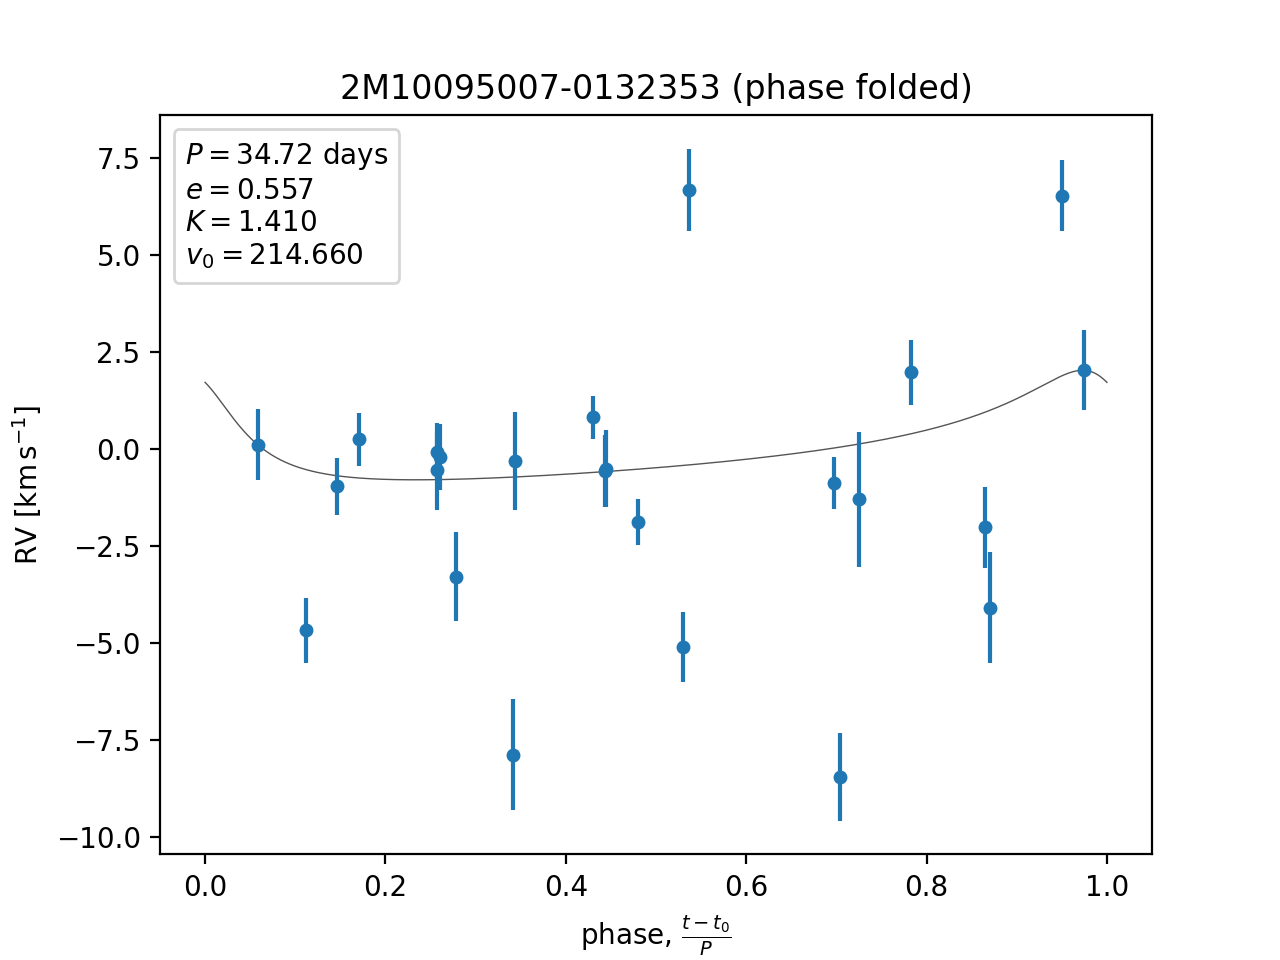 2M10095007-0132353 (phase folded)
P = 34.72 days
e = 0.557
K = 1.410
v₀ = 214.660
7.5
5.0
2.5
0.0
−2.5
−5.0
−7.5
−10.0
RV [km s⁻¹]
0.0 0.2 0.4 0.6 0.8 1.0
phase, (t − t₀)/P